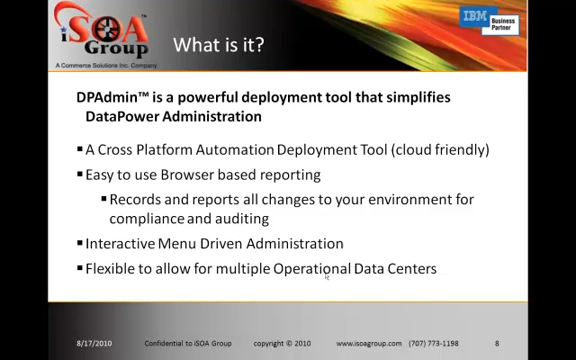 iSOA™
Group
A Commerce Solutions Inc. Company
What is it?
IBM
Business
Partner
DPAdmin™ is a powerful deployment tool that simplifies
DataPower Administration
▪ A Cross Platform Automation Deployment Tool (cloud friendly)
▪ Easy to use Browser based reporting
▪ Records and reports all changes to your environment for
compliance and auditing
▪ Interactive Menu Driven Administration
▪ Flexible to allow for multiple Operational Data Centers
8/17/2010 Confidential to iSOA Group copyright © 2010 www.isoagroup.com (707) 773-1198 8